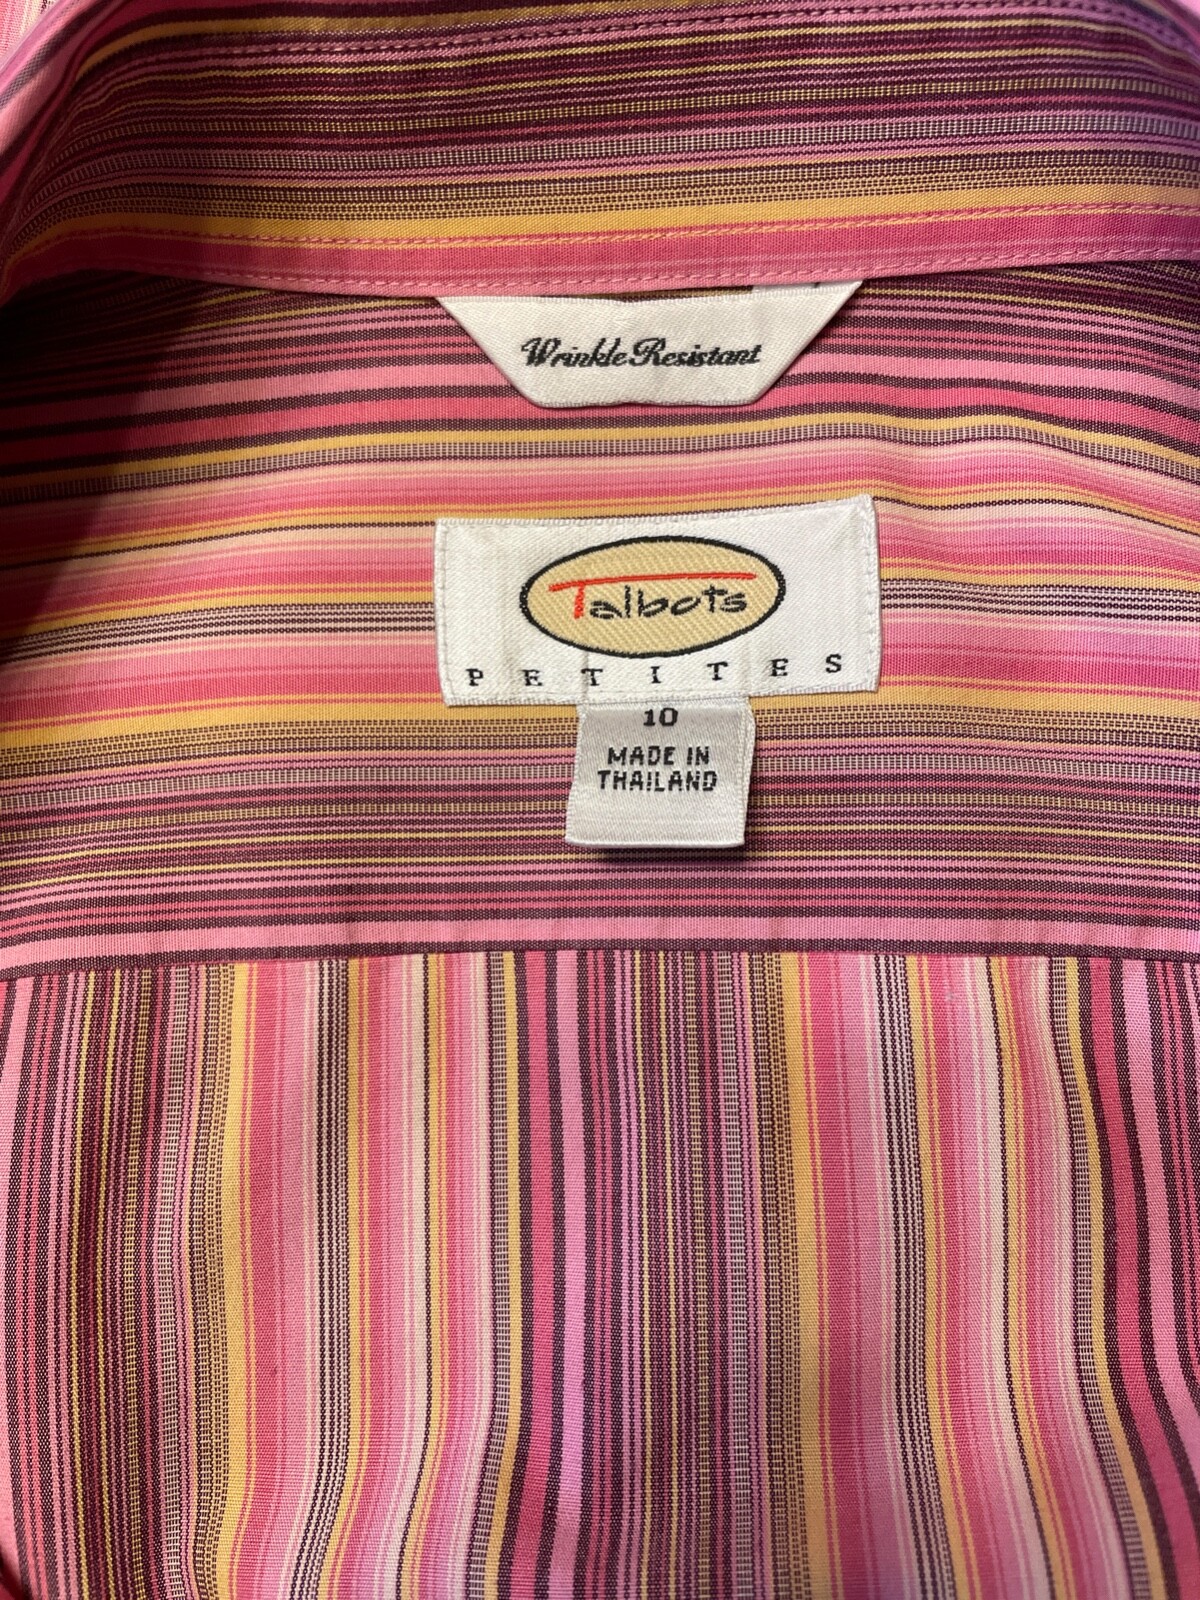 Wrinkle Resistant
Talbots
PETITES
10
MADE IN
THAILAND